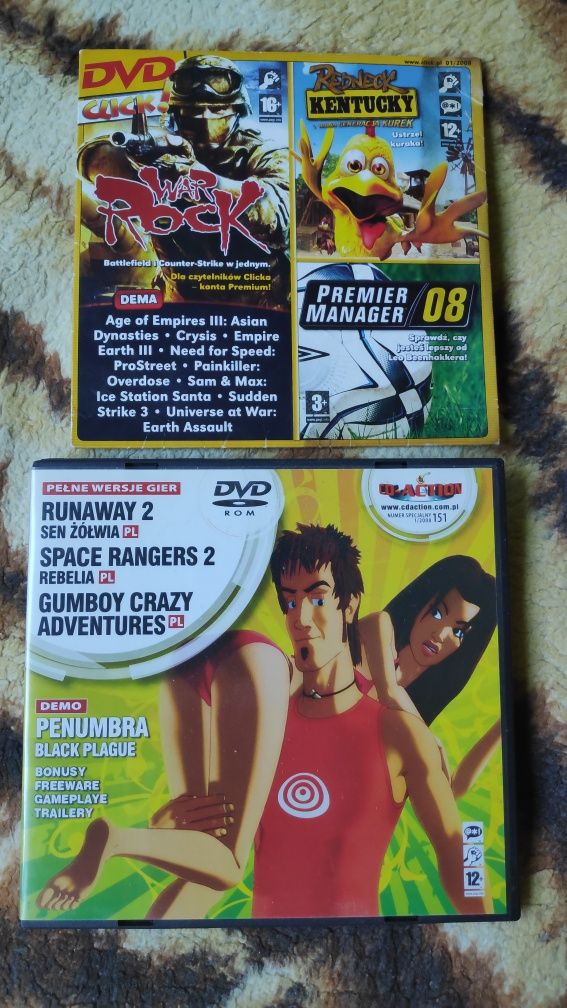 DVD
CLICK!
16+
www.pegi.info
WAR
ROCK
Battlefield i Counter-Strike w jednym.
Dla czytelników Clicka
– konta Premium!
DEMA
Age of Empires III: Asian
Dynasties • Crysis • Empire
Earth III • Need for Speed:
ProStreet • Painkiller:
Overdose • Sam & Max:
Ice Station Santa • Sudden
Strike 3 • Universe at War:
Earth Assault
www.click.pl 01/2008
REDNECK
KENTUCKY
KUREK
Ustrzel
kuraka!
12+
PREMIER
MANAGER 08
Sprawdź, czy
jesteś lepszy od
Leo Beenhakkera!
3+
PEŁNE WERSJE GIER
RUNAWAY 2
SEN ŻÓŁWIA PL
SPACE RANGERS 2
REBELIA PL
GUMBOY CRAZY
ADVENTURES PL
DVD
ROM
CD-ACTION
www.cdaction.com.pl
NUMER SPECJALNY
1/2008 151
DEMO
PENUMBRA
BLACK PLAGUE
BONUSY
FREEWARE
GAMEPLAYE
TRAILERY
12+